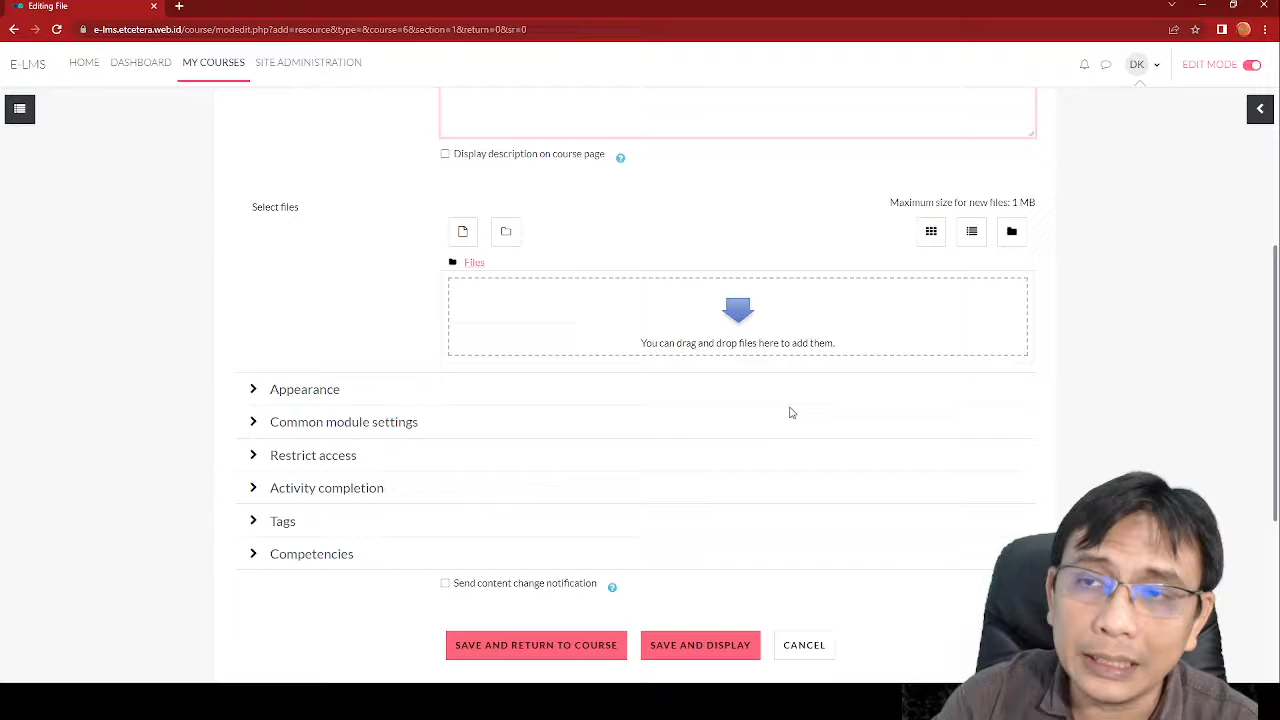 Editing File
e-lms.etcetera.web.id/course/modedit.php?add=resource&type=&course=6&section=1&return=0&sr=0
E-LMS HOME DASHBOARD MY COURSES SITE ADMINISTRATION DK EDIT MODE
Display description on course page
Select files
Maximum size for new files: 1 MB
Files
You can drag and drop files here to add them.
Appearance
Common module settings
Restrict access
Activity completion
Tags
Competencies
Send content change notification
SAVE AND RETURN TO COURSE SAVE AND DISPLAY CANCEL